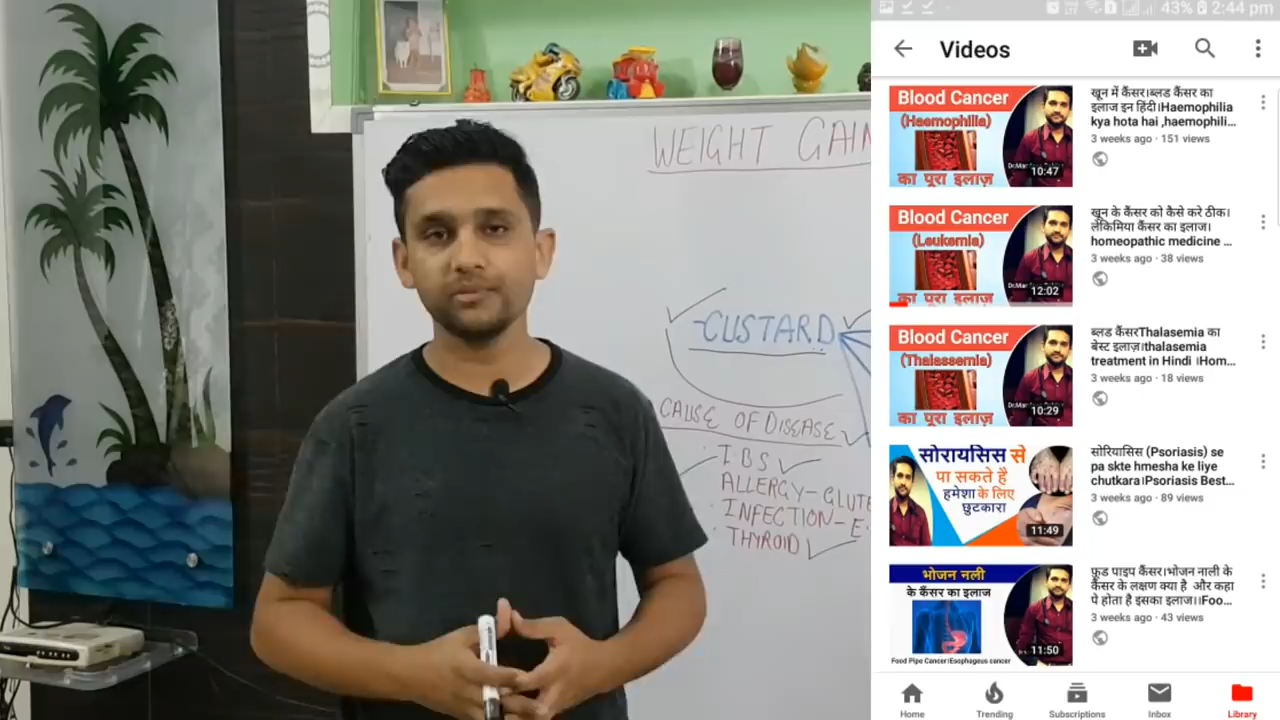 WEIGHT GAIN
CUSTARD
CAUSE OF DISEASE
IBS
ALLERGY-GLUTE
INFECTION-E
THYROID
43% 2:44 pm
Videos
Blood Cancer
(Haemophilia)
का पूरा इलाज़
10:47
खून में कैंसर।ब्लड कैंसर का
इलाज इन हिंदी।Haemophilia
kya hota hai ,haemophili...
3 weeks ago · 151 views
Blood Cancer
(Leukemia)
का पूरा इलाज़
12:02
खून के कैंसर को कैसे करे ठीक।
लेकिमिया कैंसर का इलाज।
homeopathic medicine ...
3 weeks ago · 38 views
Blood Cancer
(Thalassemia)
का पूरा इलाज़
10:29
ब्लड कैंसरThalasemia का
बेस्ट इलाज़।thalasemia
treatment in Hindi ।Hom...
3 weeks ago · 18 views
सोरायसिस से
पा सकते है
हमेशा के लिए
छुटकारा
11:49
सोरियासिस (Psoriasis) se
pa skte hmesha ke liye
chutkara।Psoriasis Best...
3 weeks ago · 89 views
भोजन नली
के कैंसर का इलाज
Food Pipe Cancer।Esophageus cancer
11:50
फ़ूड पाइप कैंसर।भोजन नाली के
कैंसर के लक्षण क्या है और कहा
पे होता है इसका इलाज।।Foo...
3 weeks ago · 43 views
Home
Trending
Subscriptions
Inbox
Library